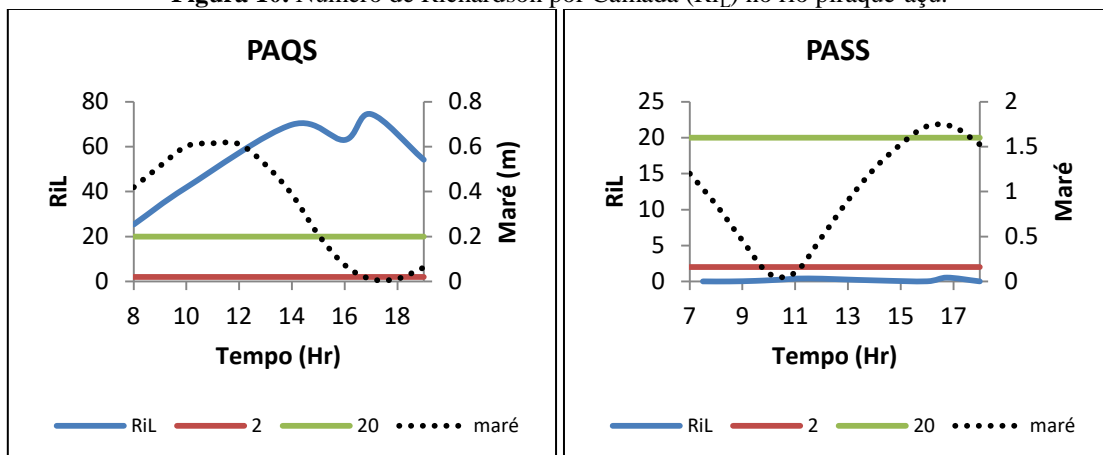 Figura 10. Número de Richardson por Camada (RiL) no rio piraquê-açu.
PAQS
80
60
40
20
0
RiL
0.8
0.6
0.4
0.2
0
Maré (m)
8 10 12 14 16 18
Tempo (Hr)
RiL 2 20 maré
PASS
25
20
15
10
5
0
RiL
2
1.5
1
0.5
0
Maré
7 9 11 13 15 17
Tempo (Hr)
RiL 2 20 maré